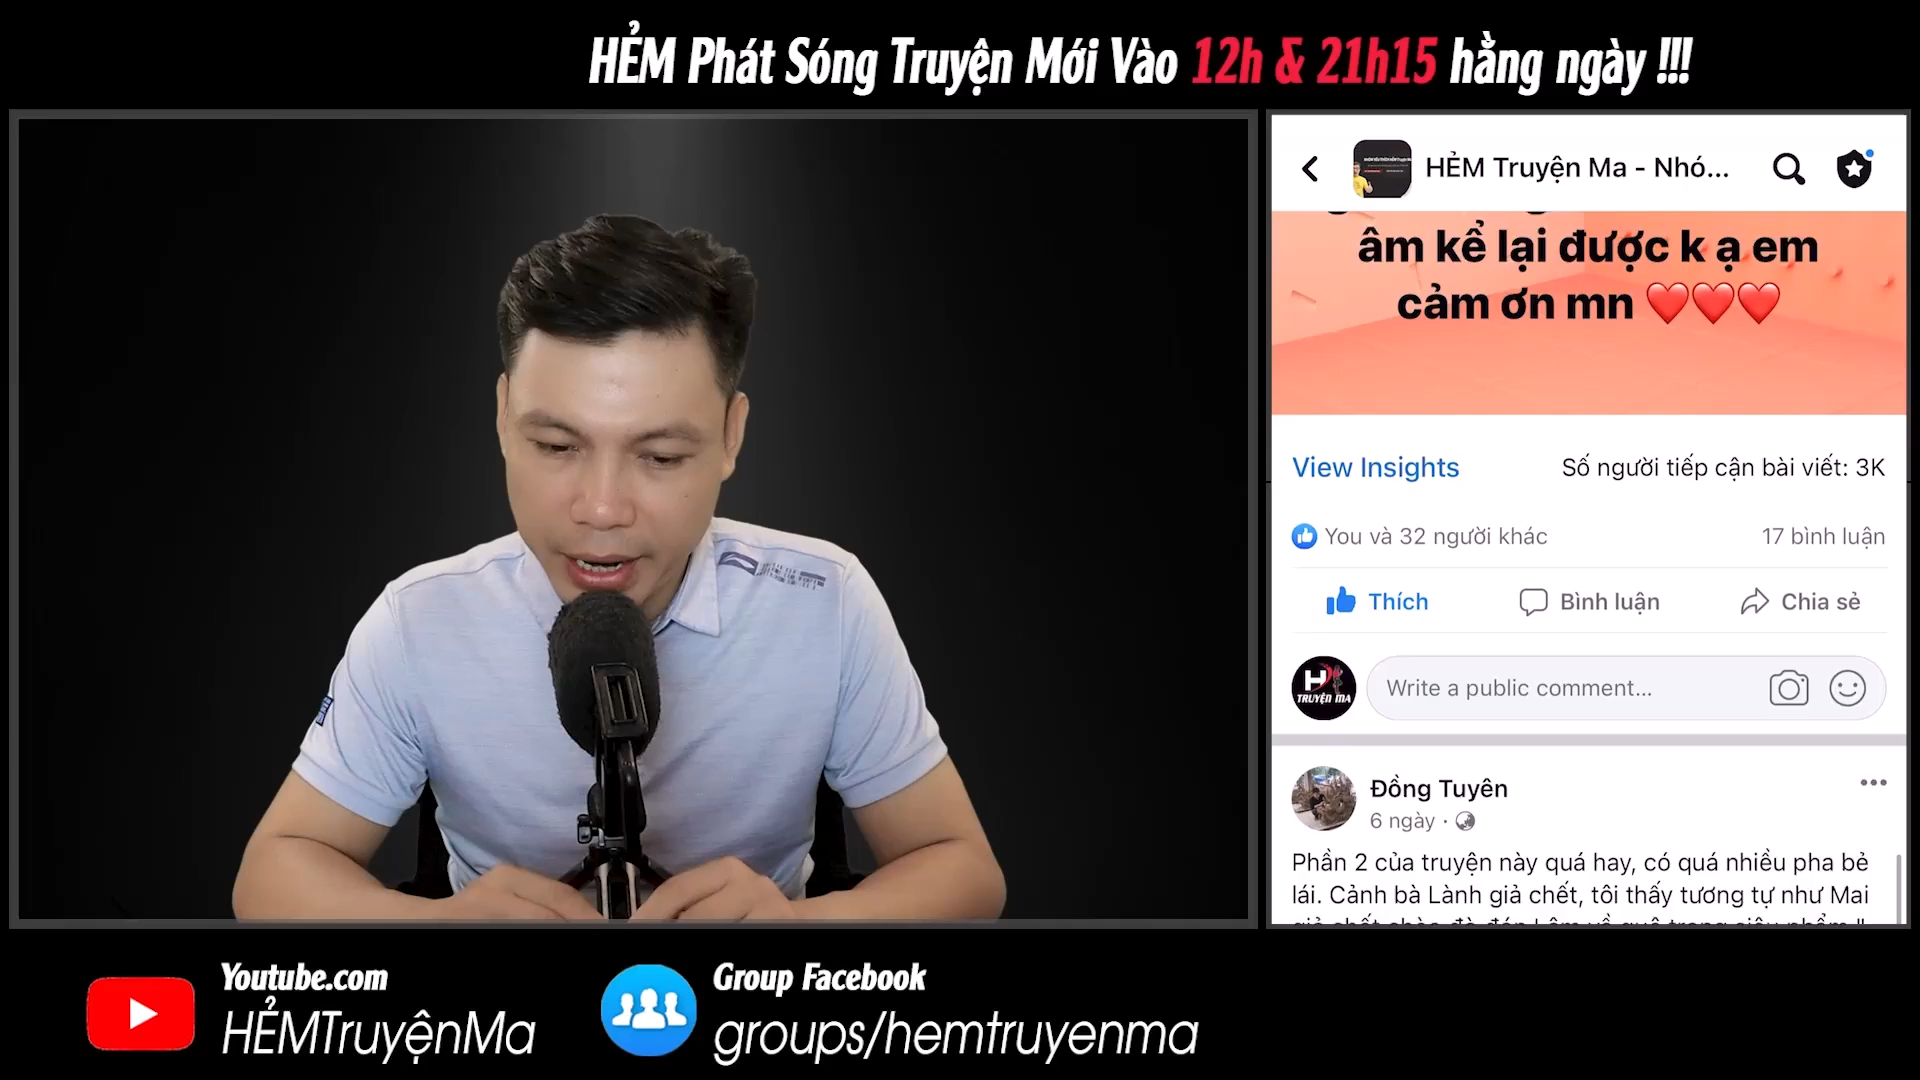 HẺM Phát Sóng Truyện Mới Vào 12h & 21h15 hằng ngày !!!
HẺM Truyện Ma - Nhó...
âm kể lại được k ạ em
cảm ơn mn ❤️❤️❤️
View Insights
Số người tiếp cận bài viết: 3K
You và 32 người khác
17 bình luận
Thích
Bình luận
Chia sẻ
H
TRUYỆN MA
Write a public comment...
Đồng Tuyên
6 ngày ·
Phần 2 của truyện này quá hay, có quá nhiều pha bẻ
lái. Cảnh bà Lành giả chết, tôi thấy tương tự như Mai
Youtube.com
HẺMTruyệnMa
Group Facebook
groups/hemtruyenma